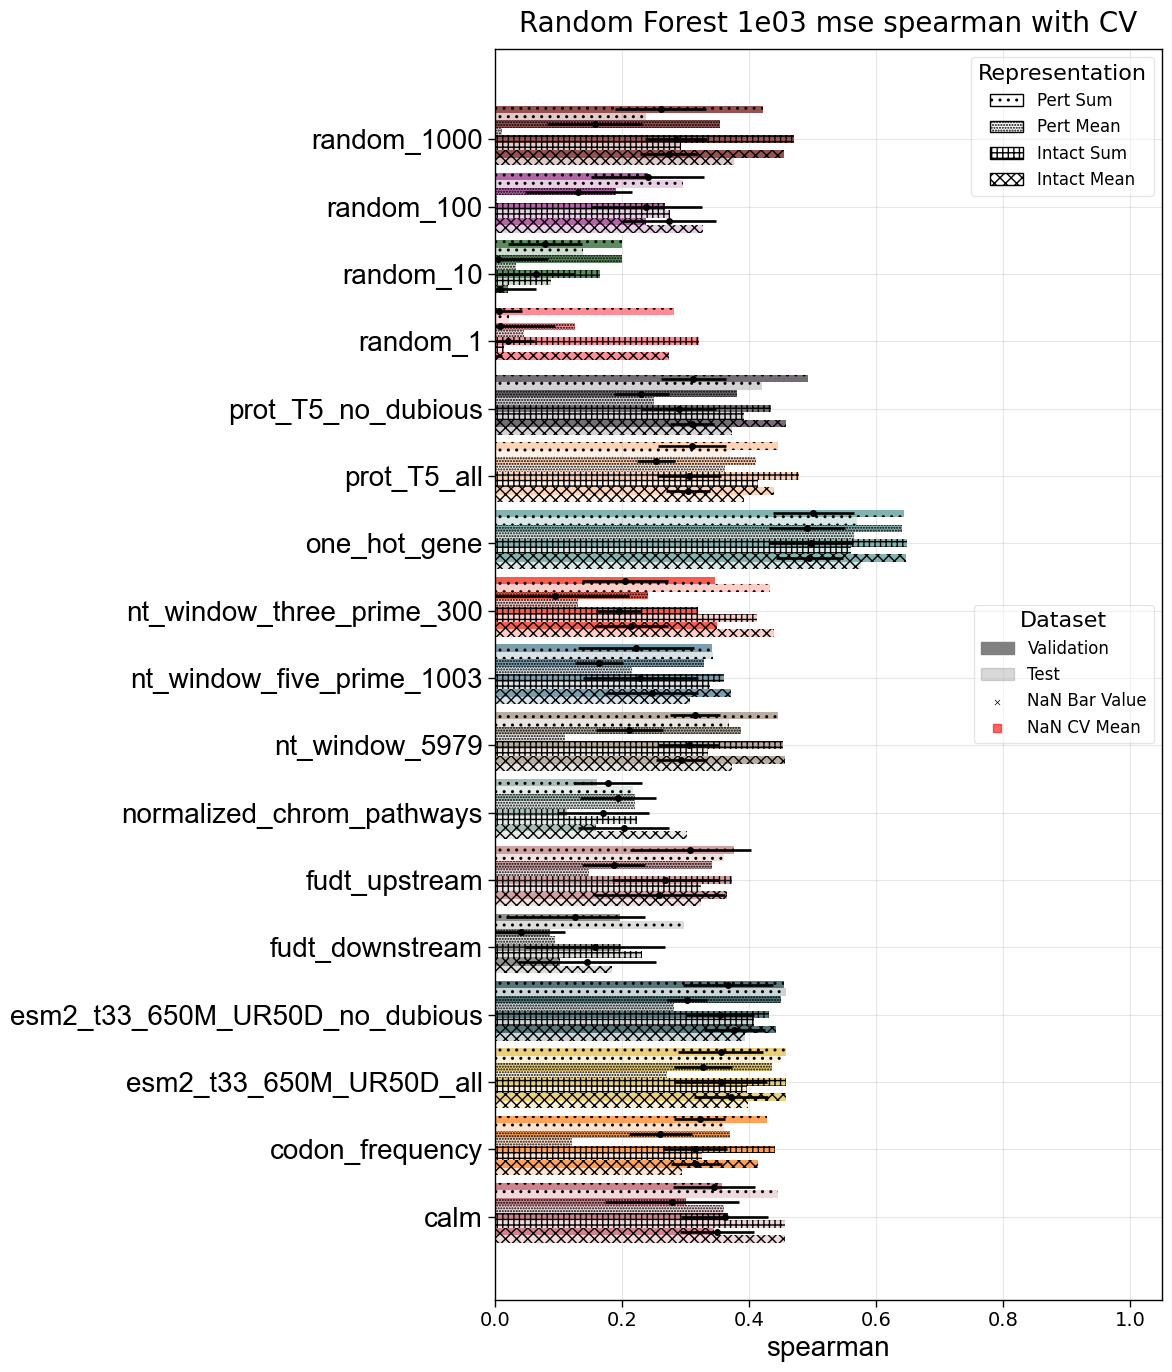 Random Forest 1e03 mse spearman with CV
Representation
Pert Sum
Pert Mean
Intact Sum
Intact Mean
random_1000
random_100
random_10
random_1
prot_T5_no_dubious
prot_T5_all
one_hot_gene
nt_window_three_prime_300
nt_window_five_prime_1003
nt_window_5979
normalized_chrom_pathways
fudt_upstream
fudt_downstream
esm2_t33_650M_UR50D_no_dubious
esm2_t33_650M_UR50D_all
codon_frequency
calm
Dataset
Validation
Test
NaN Bar Value
NaN CV Mean
0.0 0.2 0.4 0.6 0.8 1.0
spearman